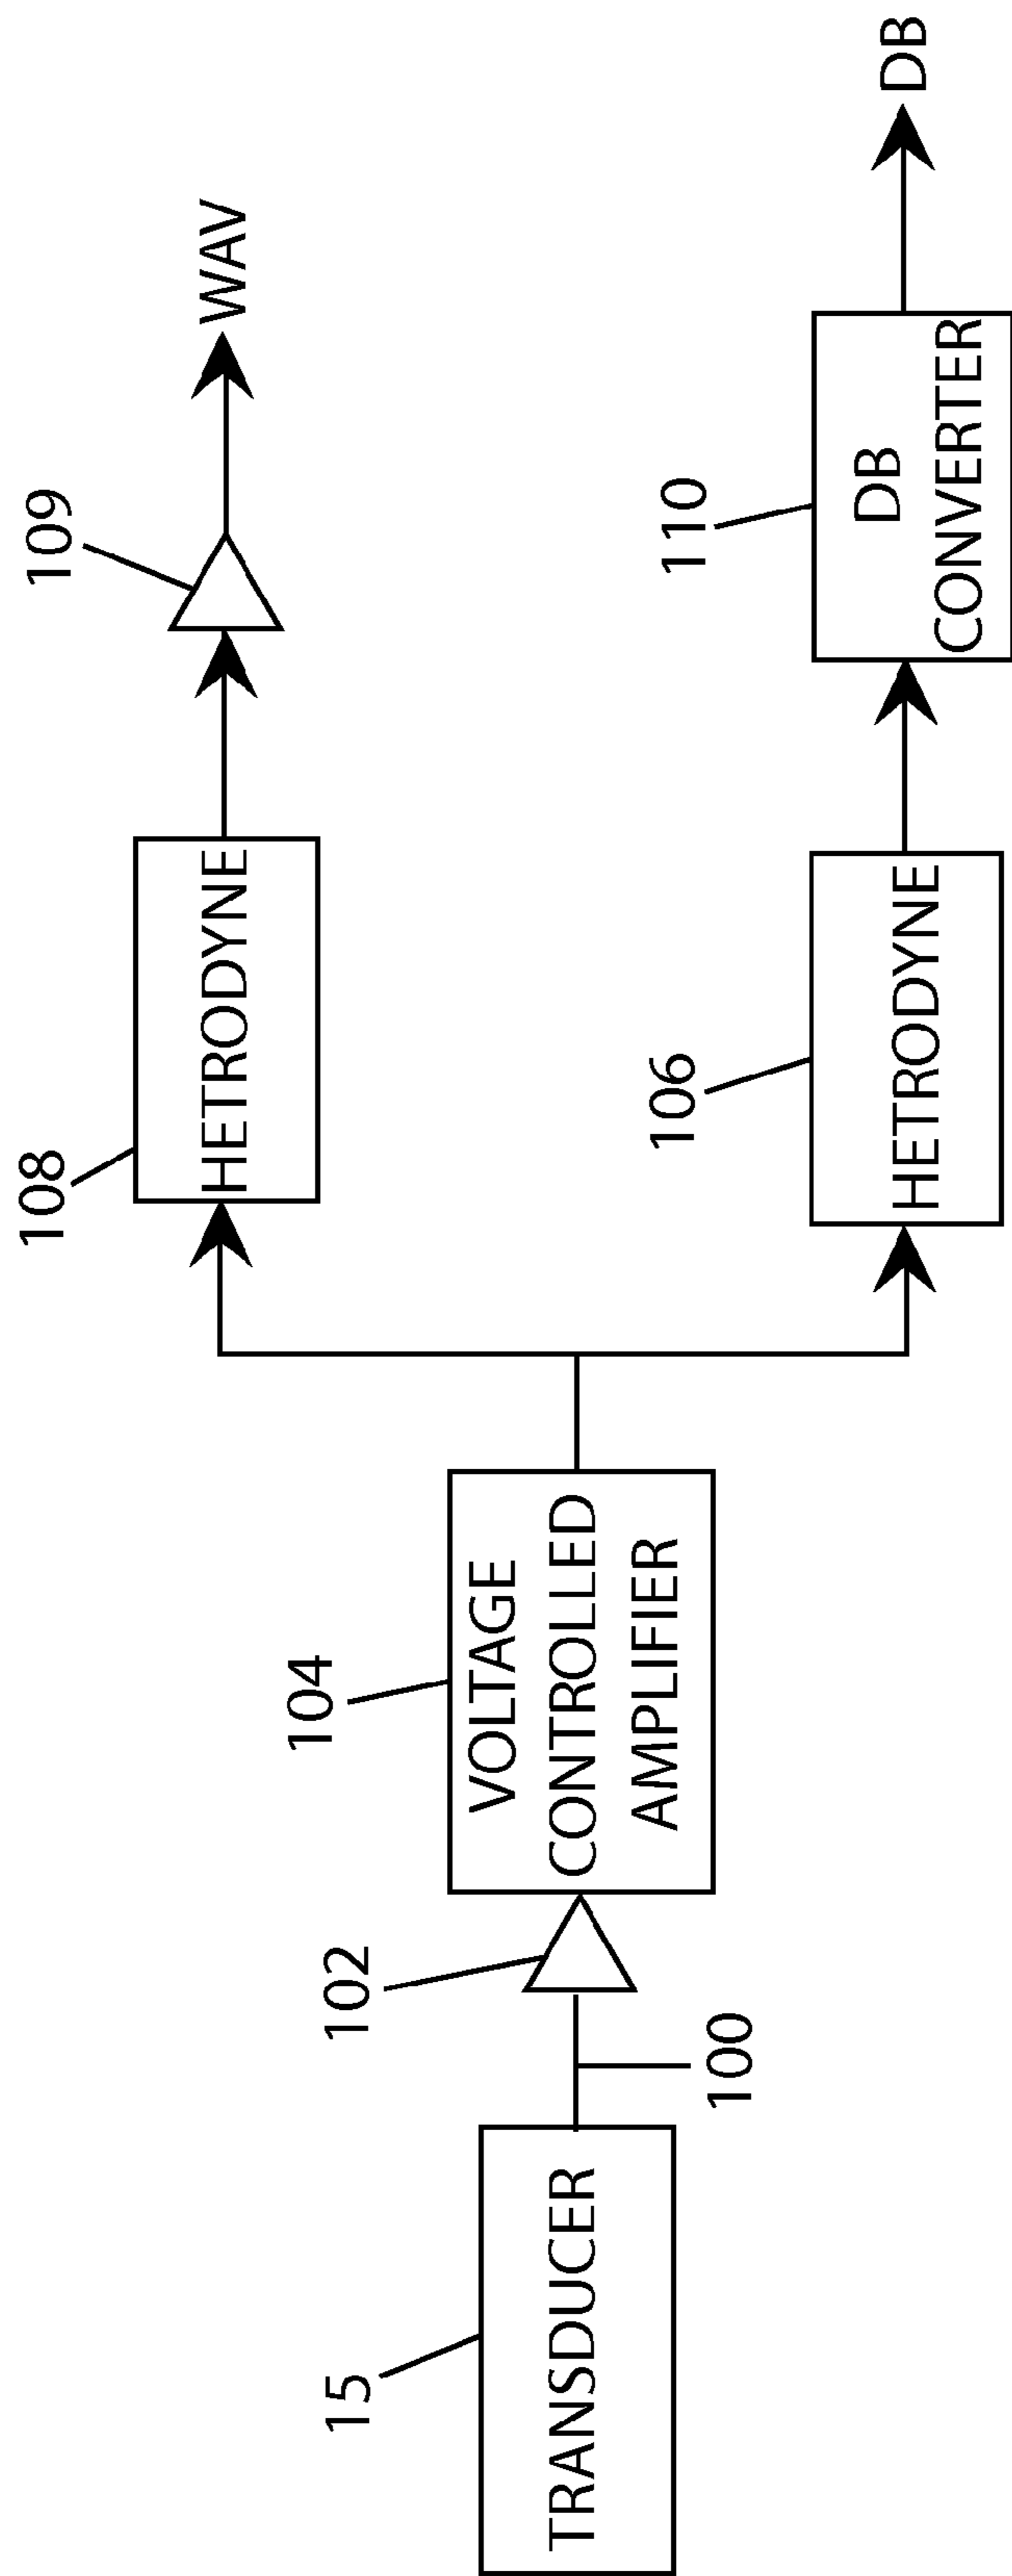 108
HETRODYNE
109
WAV
15
TRANSDUCER
100
102
104
VOLTAGE
CONTROLLED
AMPLIFIER
106
HETRODYNE
110
DB
CONVERTER
DB